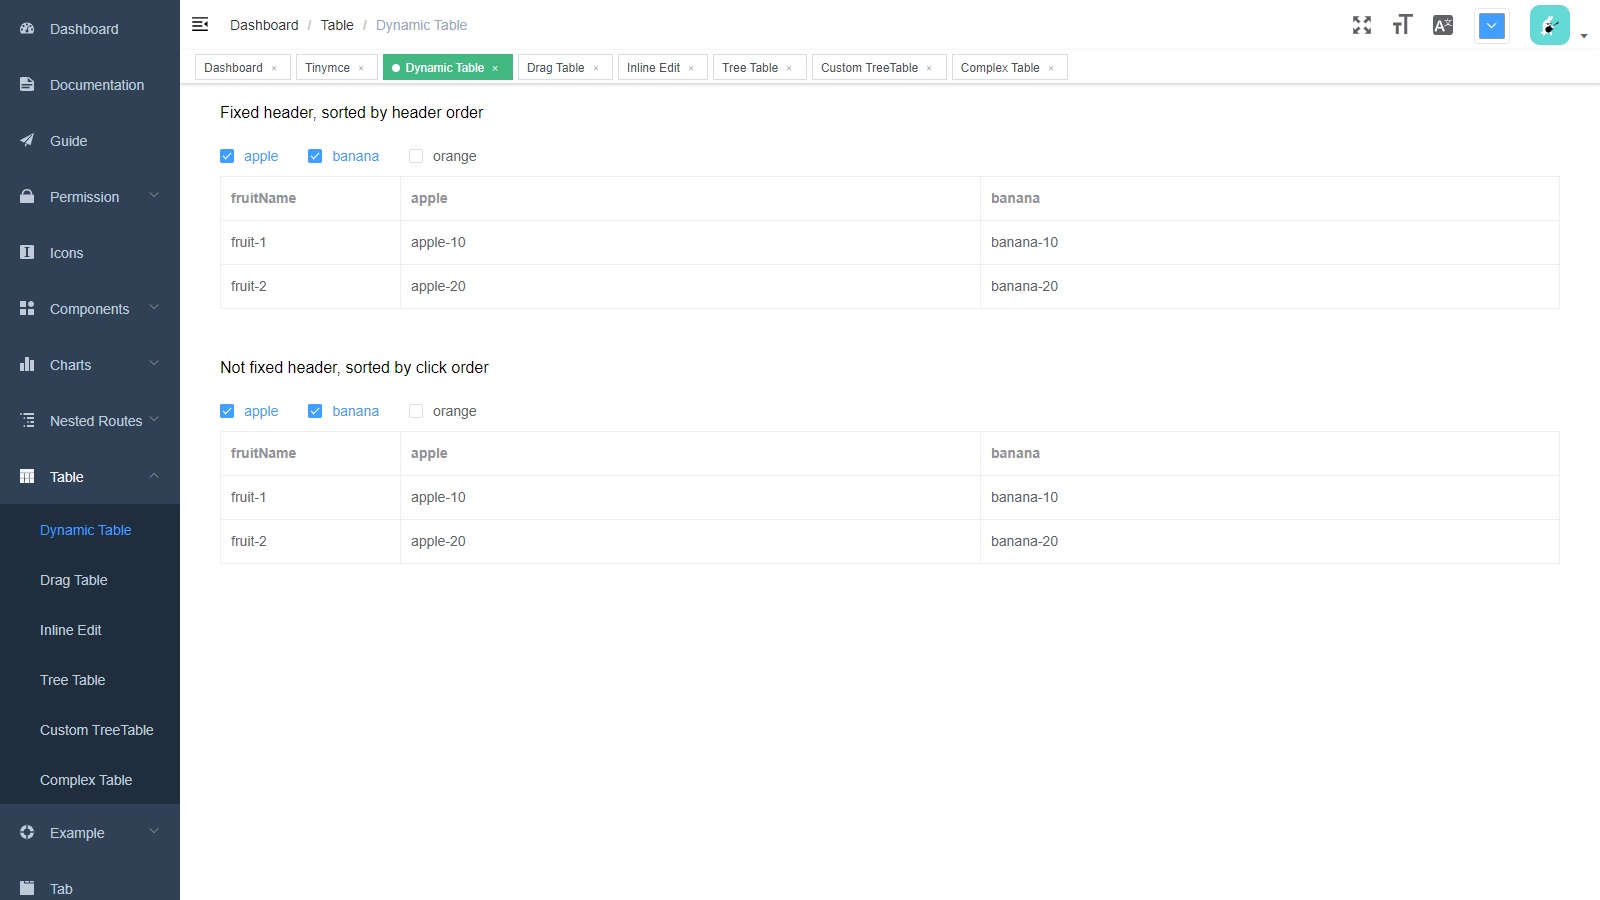 Dashboard
Documentation
Guide
Permission
Icons
Components
Charts
Nested Routes
Table
Dynamic Table
Drag Table
Inline Edit
Tree Table
Custom TreeTable
Complex Table
Example
Tab
Dashboard / Table / Dynamic Table
Dashboard × Tinymce × Dynamic Table × Drag Table × Inline Edit × Tree Table × Custom TreeTable × Complex Table ×
Fixed header, sorted by header order
apple banana orange
fruitName apple banana
fruit-1 apple-10 banana-10
fruit-2 apple-20 banana-20
Not fixed header, sorted by click order
apple banana orange
fruitName apple banana
fruit-1 apple-10 banana-10
fruit-2 apple-20 banana-20